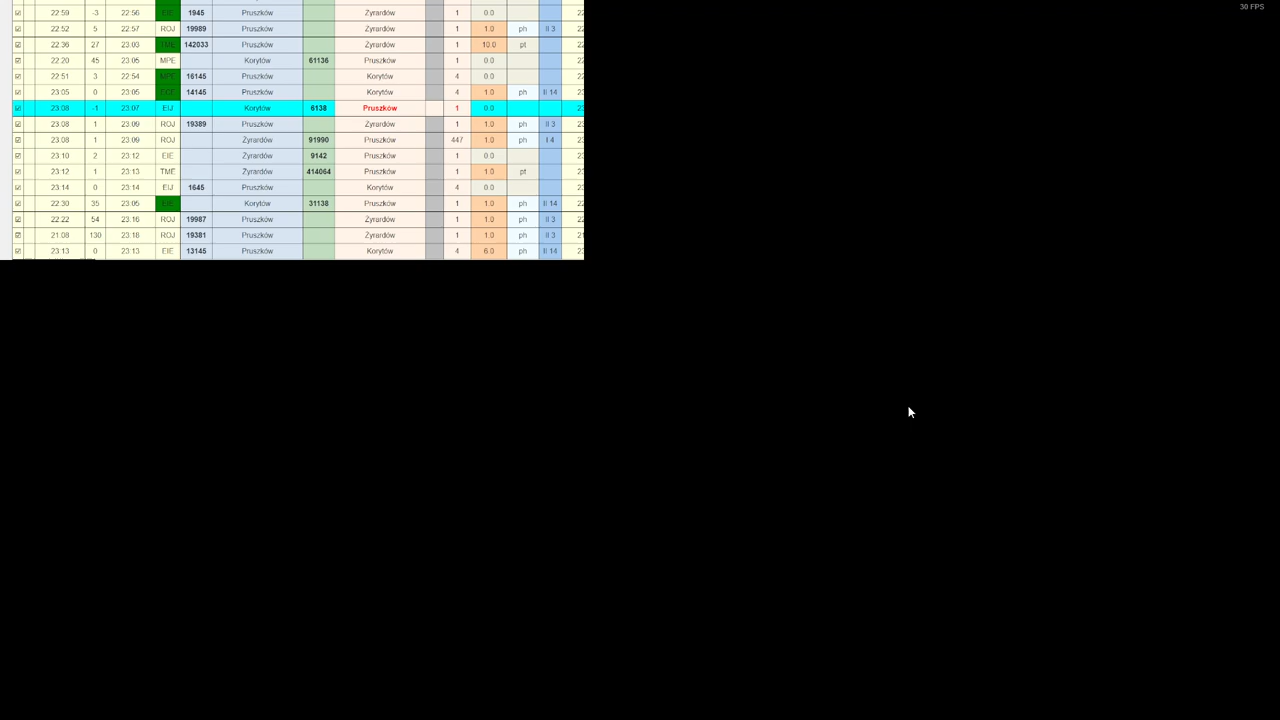 30 FPS
22:59 -3 22:56 EIE 1945 Pruszków Żyrardów 1 0.0
22:52 5 22:57 ROJ 19989 Pruszków Żyrardów 1 1.0 ph II 3
22:36 27 23:03 TME 142033 Pruszków Żyrardów 1 10.0 pt
22:20 45 23:05 MPE Korytów 61136 Pruszków 1 0.0
22:51 3 22:54 MPE 16145 Pruszków Korytów 4 0.0
23:05 0 23:05 14145 Pruszków Korytów 4 1.0 ph II 14
23:08 -1 23:07 EIJ Korytów 6138 Pruszków 1 0.0
23:08 1 23:09 ROJ 19389 Pruszków Żyrardów 1 1.0 ph II 3
23:08 1 23:09 ROJ Żyrardów 91990 Pruszków 447 1.0 ph I 4
23:10 2 23:12 EIE Żyrardów 9142 Pruszków 1 0.0
23:12 1 23:13 TME Żyrardów 414064 Pruszków 1 1.0 pt
23:14 0 23:14 EIJ 1645 Pruszków Korytów 4 0.0
22:30 35 23:05 EIE Korytów 31138 Pruszków 1 1.0 ph II 14
22:22 54 23:16 ROJ 19987 Pruszków Żyrardów 1 1.0 ph II 3
21:08 130 23:18 ROJ 19381 Pruszków Żyrardów 1 1.0 ph II 3
23:13 0 23:13 EIE 13145 Pruszków Korytów 4 6.0 ph II 14